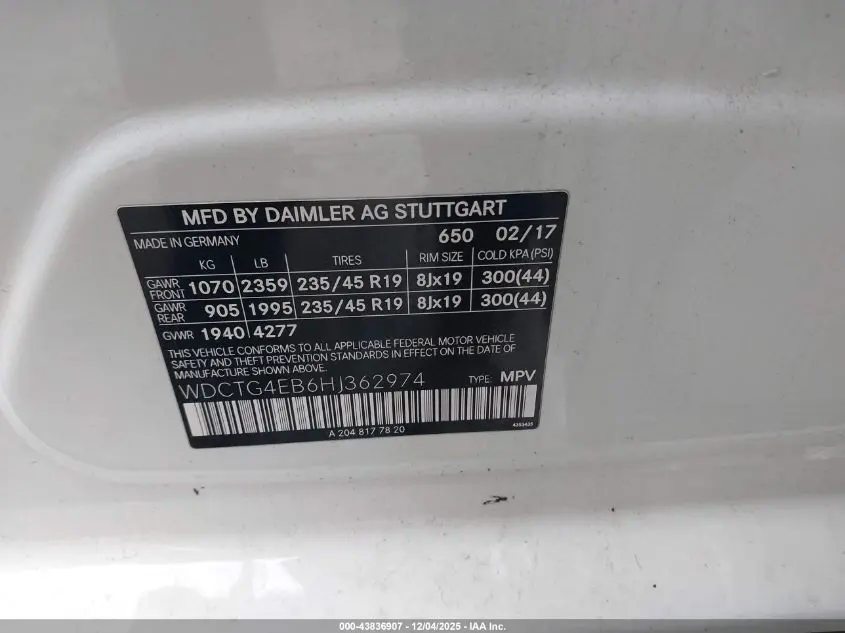 MFD BY DAIMLER AG STUTTGART
MADE IN GERMANY 650 02/17
KG LB TIRES RIM SIZE COLD KPA (PSI)
GAWR FRONT 1070 2359 235/45 R19 8Jx19 300(44)
GAWR REAR 905 1995 235/45 R19 8Jx19 300(44)
GVWR 1940 4277
THIS VEHICLE CONFORMS TO ALL APPLICABLE FEDERAL MOTOR VEHICLE
SAFETY AND THEFT PREVENTION STANDARDS IN EFFECT ON THE DATE OF
MANUFACTURE SHOWN ABOVE.
WDCTG4EB6HJ362974 TYPE: MPV
A 204 817 78 20
000-43836907 - 12/04/2025 - IAA Inc.